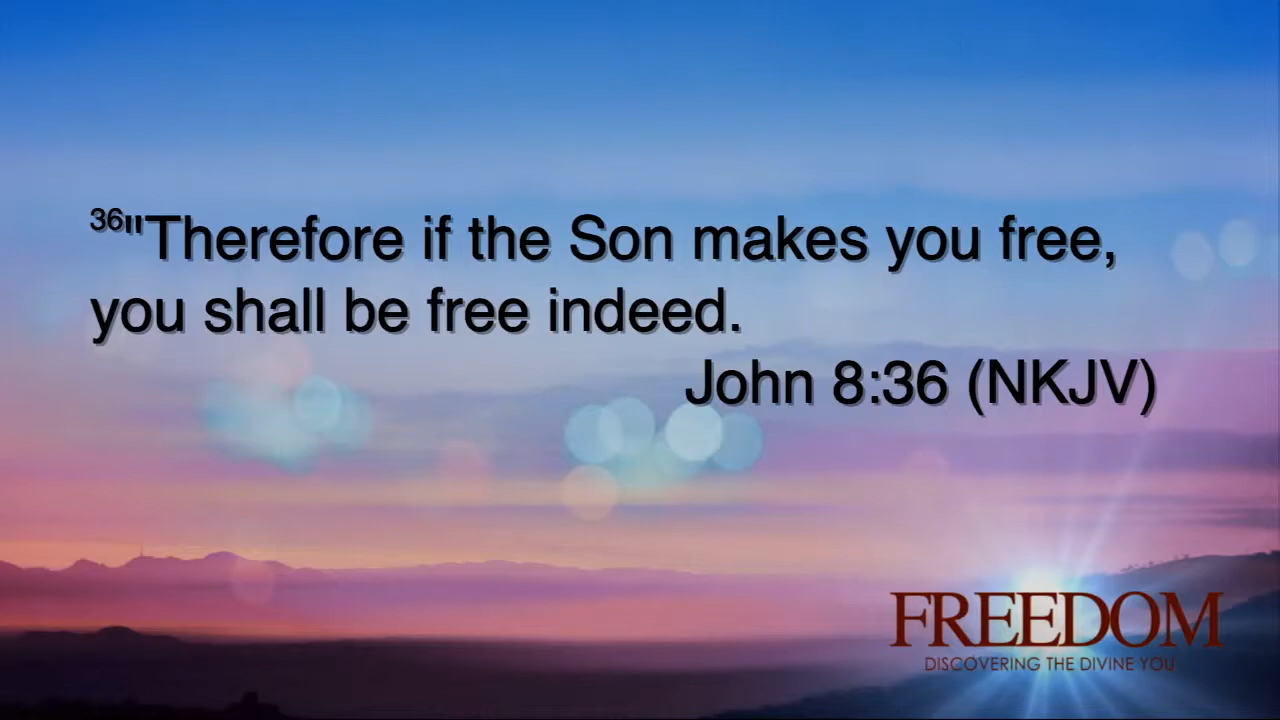 ³⁶"Therefore if the Son makes you free,
you shall be free indeed.
John 8:36 (NKJV)
FREEDOM
DISCOVERING THE DIVINE YOU